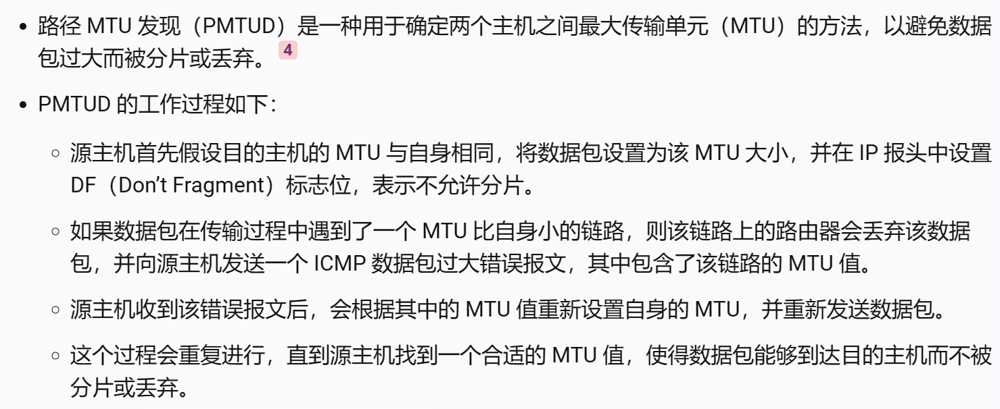 • 路径 MTU 发现（PMTUD）是一种用于确定两个主机之间最大传输单元（MTU）的方法，以避免数据
包过大而被分片或丢弃。 4
• PMTUD 的工作过程如下：
◦ 源主机首先假设目的主机的 MTU 与自身相同，将数据包设置为该 MTU 大小，并在 IP 报头中设置
DF（Don’t Fragment）标志位，表示不允许分片。
◦ 如果数据包在传输过程中遇到了一个 MTU 比自身小的链路，则该链路上的路由器会丢弃该数据
包，并向源主机发送一个 ICMP 数据包过大错误报文，其中包含了该链路的 MTU 值。
◦ 源主机收到该错误报文后，会根据其中的 MTU 值重新设置自身的 MTU，并重新发送数据包。
◦ 这个过程会重复进行，直到源主机找到一个合适的 MTU 值，使得数据包能够到达目的主机而不被
分片或丢弃。